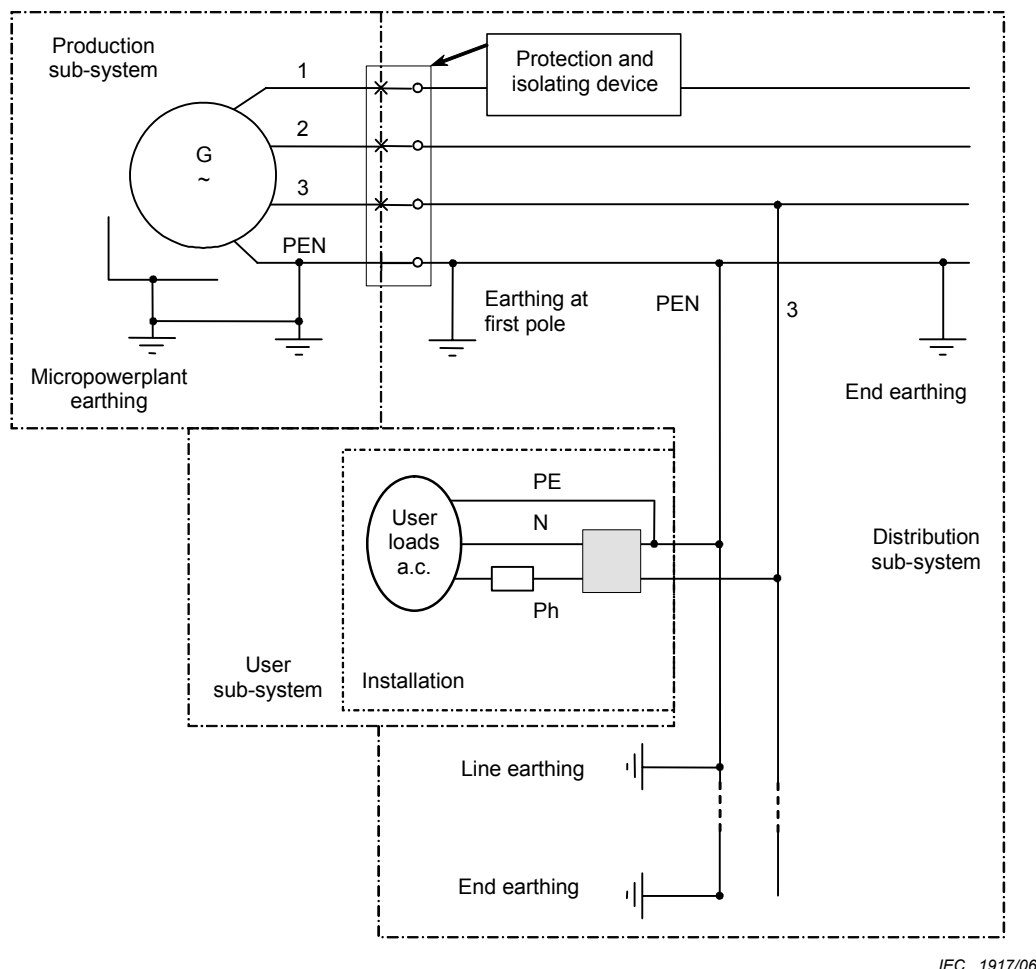 Production
sub-system
Protection and
isolating device
1
2
G
~
3
PEN
Earthing at
first pole
PEN
3
Micropowerplant
earthing
End earthing
PE
User
loads
a.c.
N
Ph
Distribution
sub-system
User
sub-system
Installation
Line earthing
End earthing
IEC 1917/06